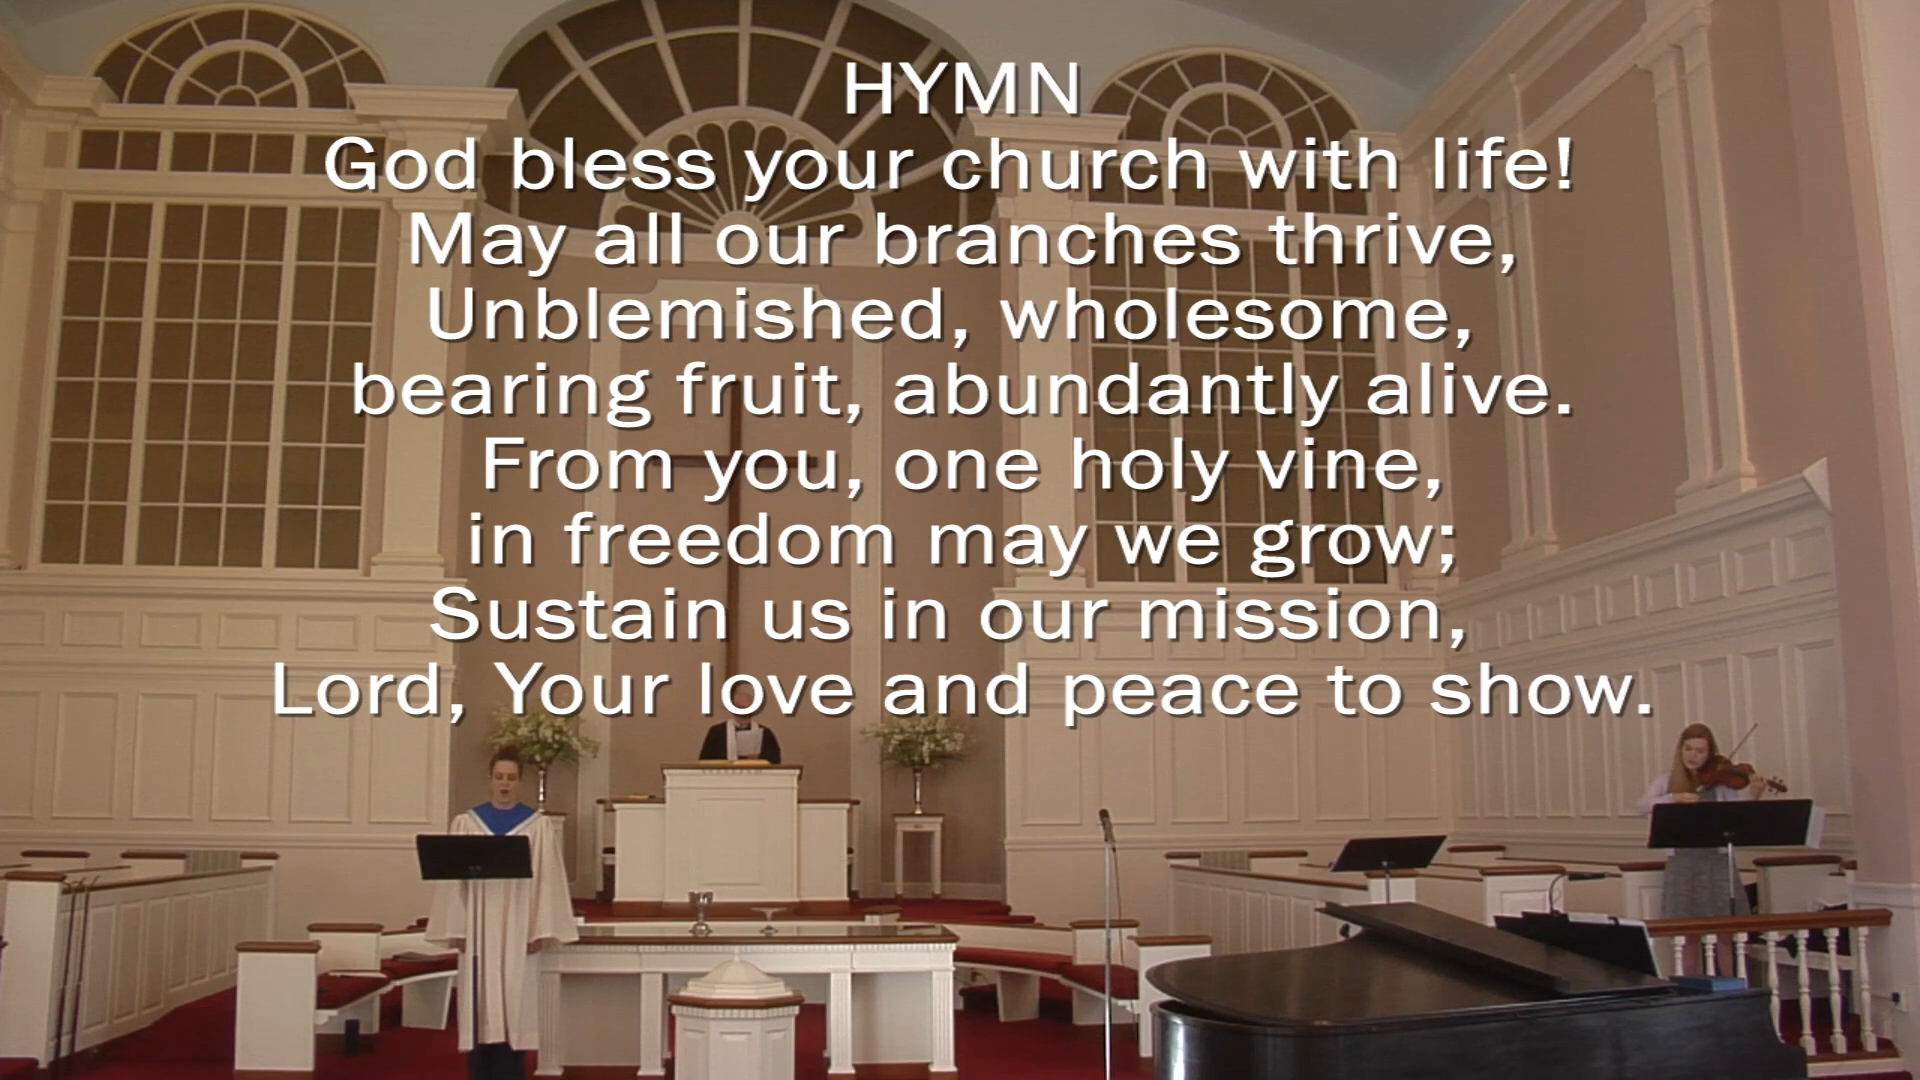 HYMN
God bless your church with life!
May all our branches thrive,
Unblemished, wholesome,
bearing fruit, abundantly alive.
From you, one holy vine,
in freedom may we grow;
Sustain us in our mission,
Lord, Your love and peace to show.